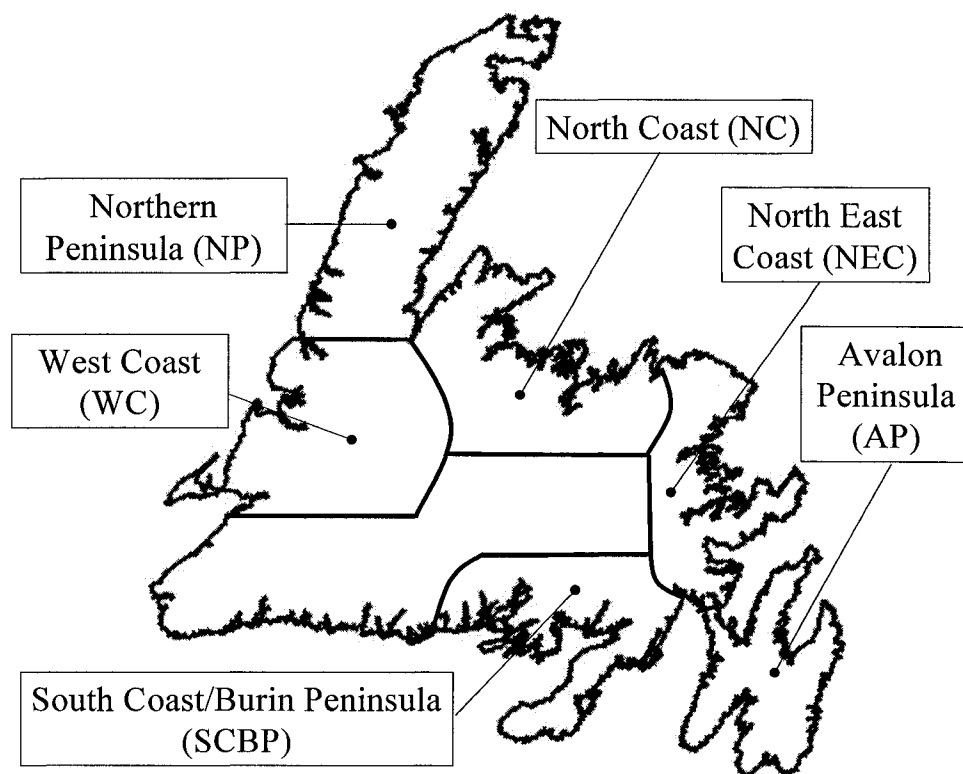 North Coast (NC)
Northern
Peninsula (NP)
North East
Coast (NEC)
West Coast
(WC)
Avalon
Peninsula
(AP)
South Coast/Burin Peninsula
(SCBP)